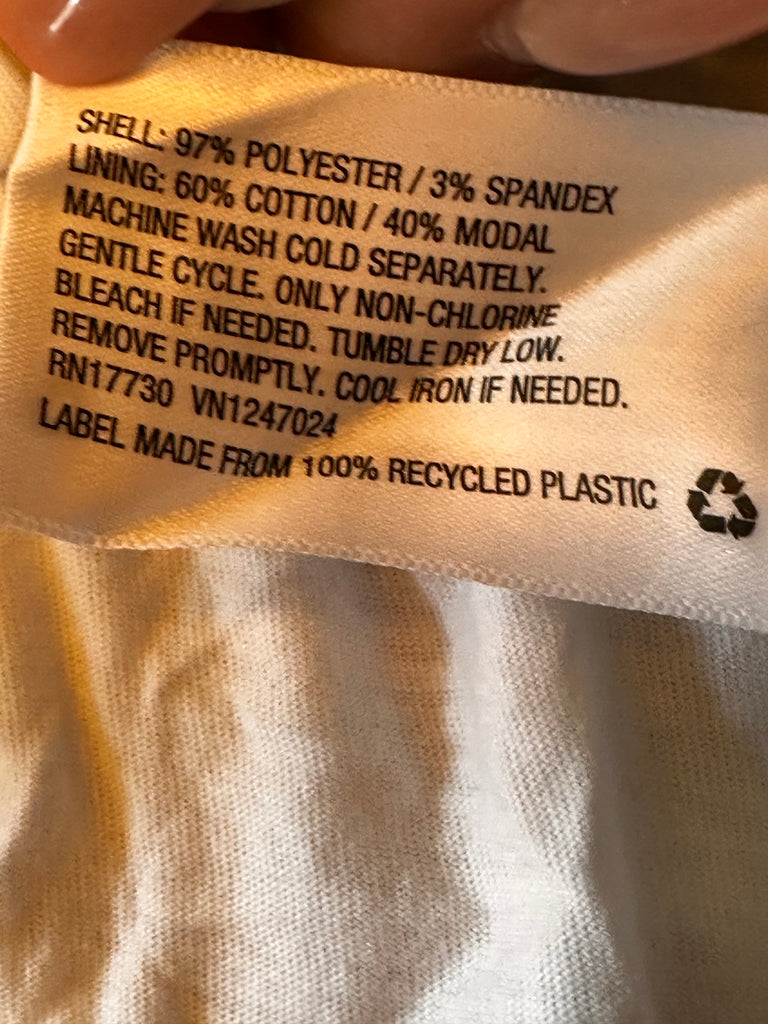 SHELL: 97% POLYESTER / 3% SPANDEX
LINING: 60% COTTON / 40% MODAL
MACHINE WASH COLD SEPARATELY.
GENTLE CYCLE. ONLY NON-CHLORINE
BLEACH IF NEEDED. TUMBLE DRY LOW.
REMOVE PROMPTLY. COOL IRON IF NEEDED.
RN17730 VN1247024
LABEL MADE FROM 100% RECYCLED PLASTIC